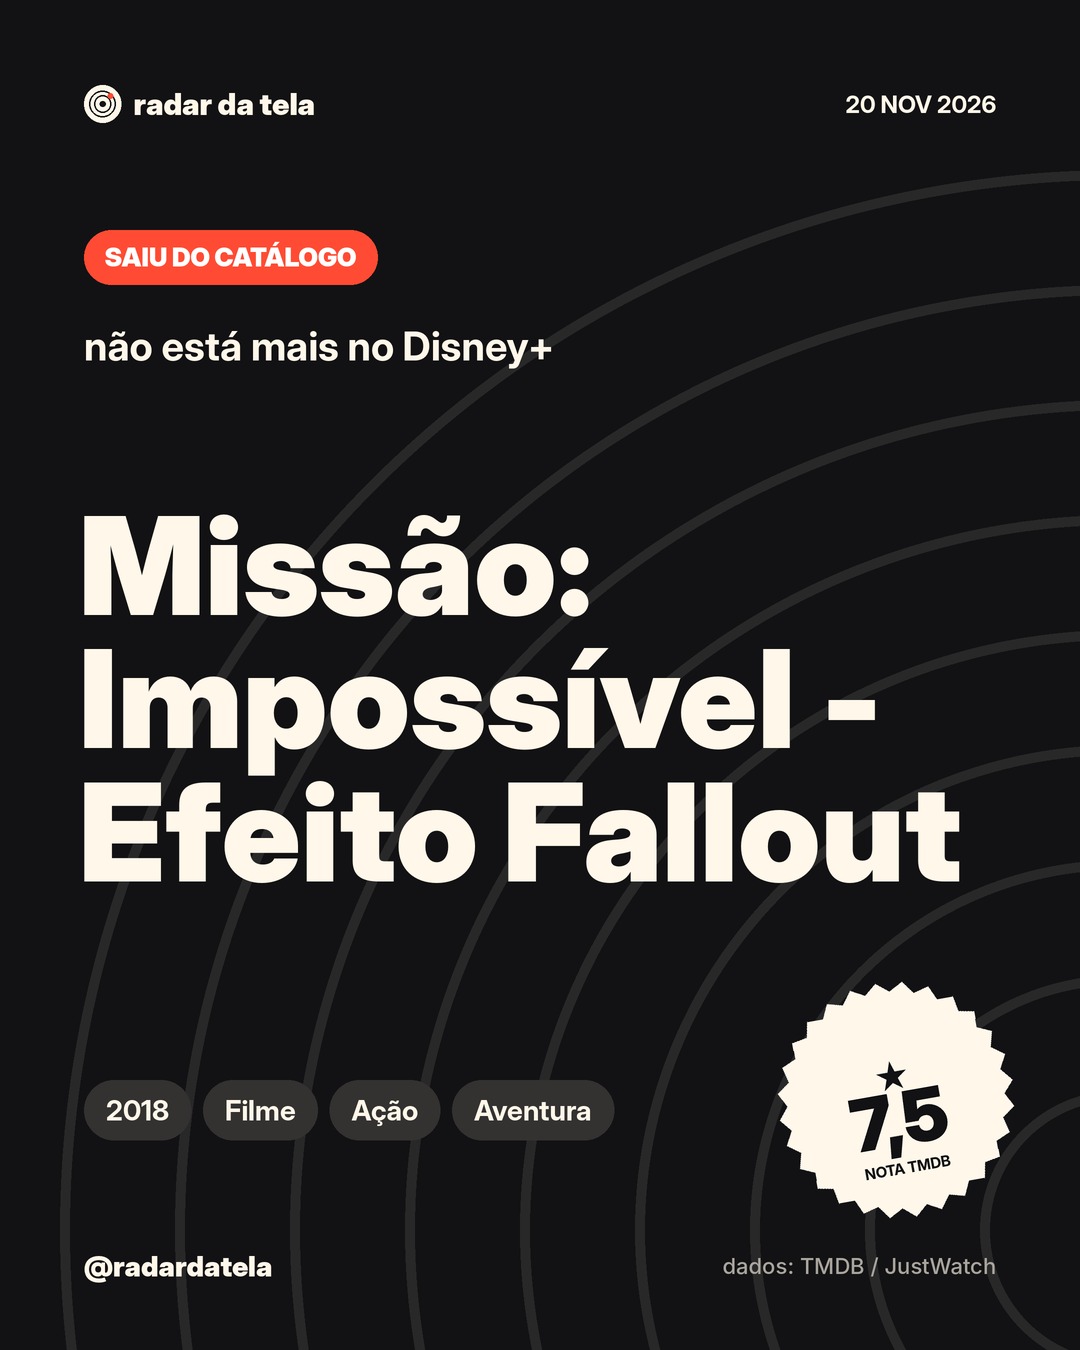 radar da tela
20 NOV 2026
SAIU DO CATÁLOGO
não está mais no Disney+
Missão:
Impossível -
Efeito Fallout
2018
Filme
Ação
Aventura
★
7,5
NOTA TMDB
@radardatela
dados: TMDB / JustWatch